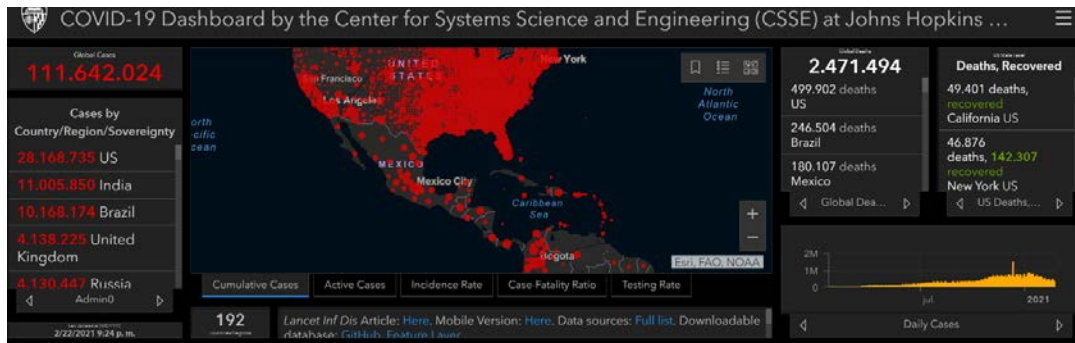 COVID-19 Dashboard by the Center for Systems Science and Engineering (CSSE) at Johns Hopkins ...
Global Cases
111.642.024
Cases by
Country/Region/Sovereignty
28.168.735 US
11.005.850 India
10.168.174 Brazil
4.138.225 United
Kingdom
4.130.447 Russia
Admin0
2/22/2021 9:24 p. m.
UNITED
STATES
New York
San Francisco
Los Angeles
North
Atlantic
Ocean
MEXICO
Mexico City
Caribbean
Sea
Bogota
+
−
Esri, FAO, NOAA
Cumulative Cases
Active Cases
Incidence Rate
Case-Fatality Ratio
Testing Rate
192
Lancet Inf Dis Article: Here. Mobile Version: Here. Data sources: Full list. Downloadable
database: GitHub, Feature Layer.
Global Deaths
2.471.494
499.902 deaths
US
246.504 deaths
Brazil
180.107 deaths
Mexico
Global Dea...
US State Level
Deaths, Recovered
49.401 deaths,
recovered
California US
46.876
deaths, 142.307
recovered
New York US
US Deaths,...
2M
1M
0
jul.
2021
Daily Cases